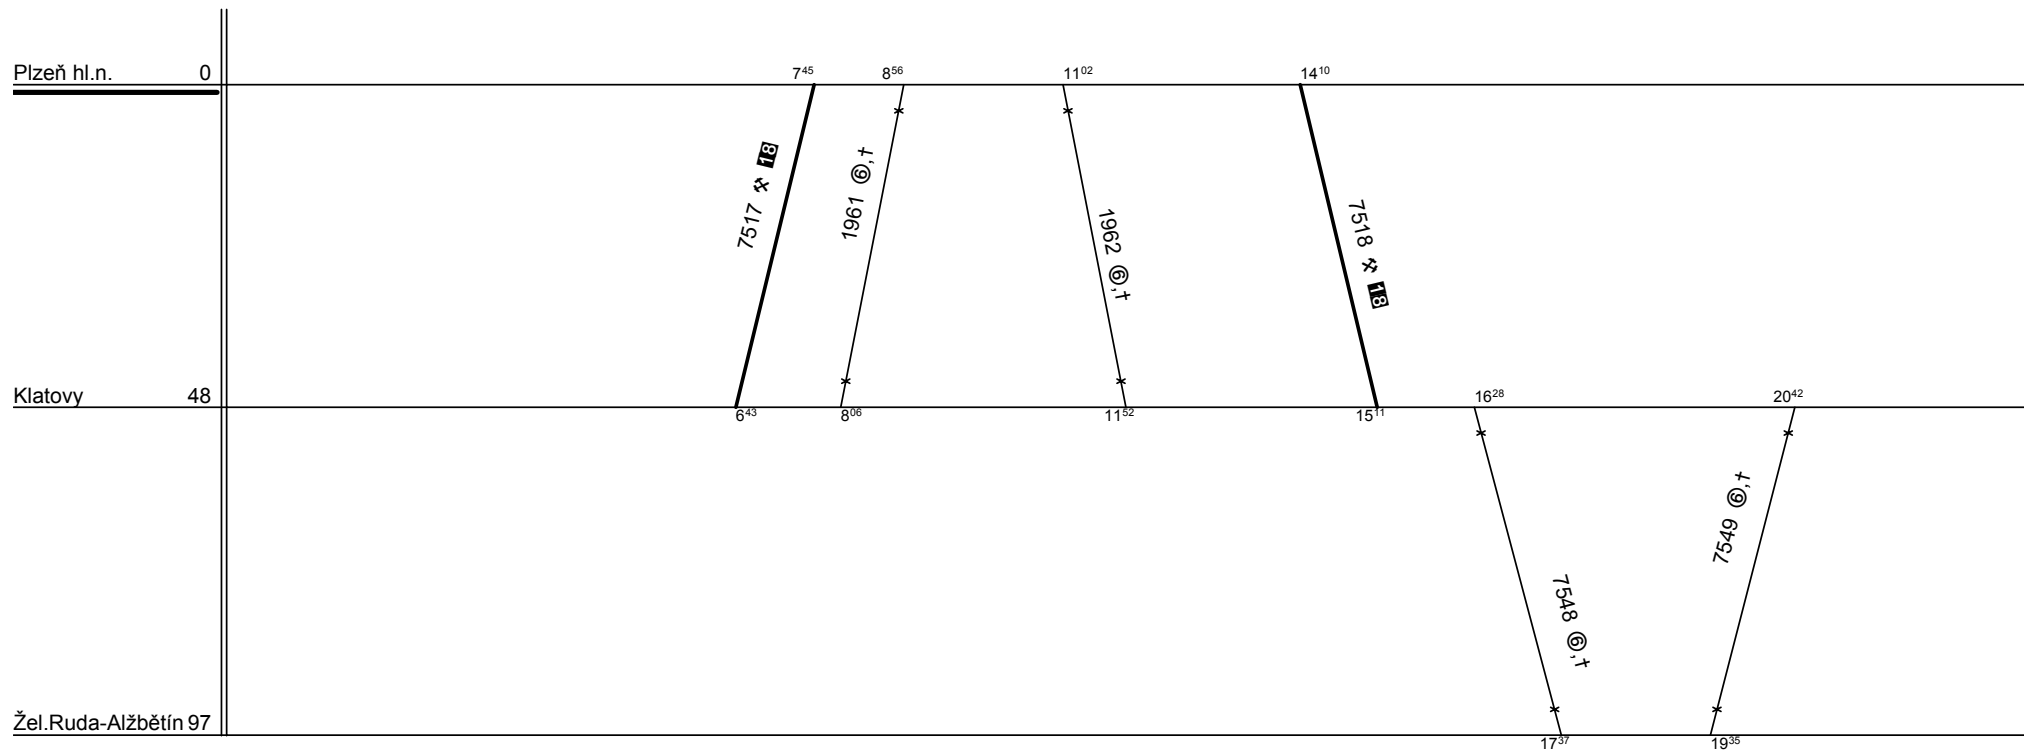 Plzeň hl.n. 0
7⁴⁵ 8⁵⁶ 11⁰² 14¹⁰
7517 ⚒ 18
1961 ⑥,†
1962 ⑥,†
7518 ⚒ 18
Klatovy 48
6⁴³ 8⁰⁶ 11⁵² 15¹¹ 16²⁸ 20⁴²
7548 ⑥,†
7549 ⑥,†
Žel.Ruda-Alžbětín 97
17³⁷ 19³⁵